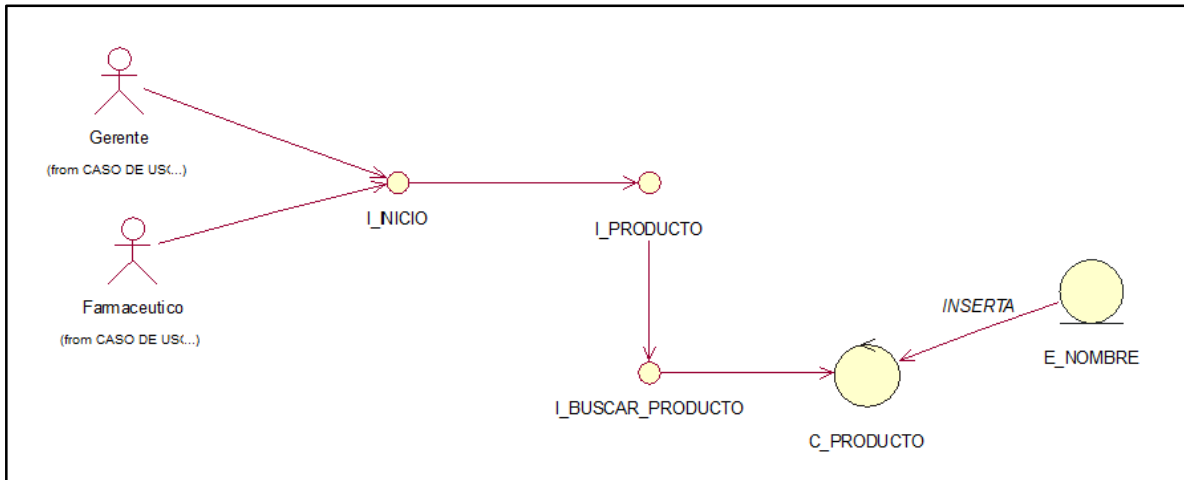 Gerente
(from CASO DE US(...)
I_INICIO
I_PRODUCTO
Farmaceutico
(from CASO DE US(...)
INSERTA
E_NOMBRE
I_BUSCAR_PRODUCTO
C_PRODUCTO